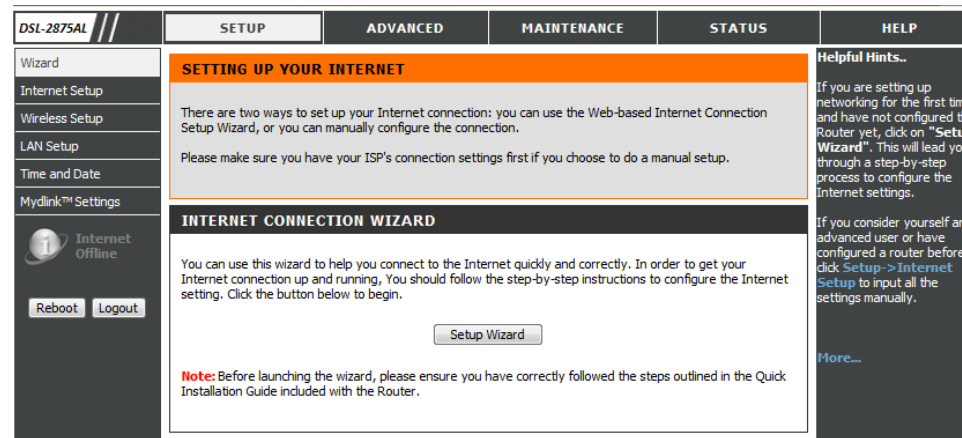 DSL-2875AL
SETUP
ADVANCED
MAINTENANCE
STATUS
HELP
Wizard
Internet Setup
Wireless Setup
LAN Setup
Time and Date
Mydlink™ Settings
Internet
Offline
Reboot
Logout
SETTING UP YOUR INTERNET
There are two ways to set up your Internet connection: you can use the Web-based Internet Connection
Setup Wizard, or you can manually configure the connection.
Please make sure you have your ISP's connection settings first if you choose to do a manual setup.
INTERNET CONNECTION WIZARD
You can use this wizard to help you connect to the Internet quickly and correctly. In order to get your
Internet connection up and running, You should follow the step-by-step instructions to configure the Internet
setting. Click the button below to begin.
Setup Wizard
Note: Before launching the wizard, please ensure you have correctly followed the steps outlined in the Quick
Installation Guide included with the Router.
Helpful Hints..
If you are setting up
networking for the first
and have not configured
Router yet, click on
Wizard". This will lead
through a step-by-step
process to configure the
Internet settings.
If you consider yourself
advanced user or have
configured a router before
click Setup->Internet
Setup to input all the
settings manually.
More...